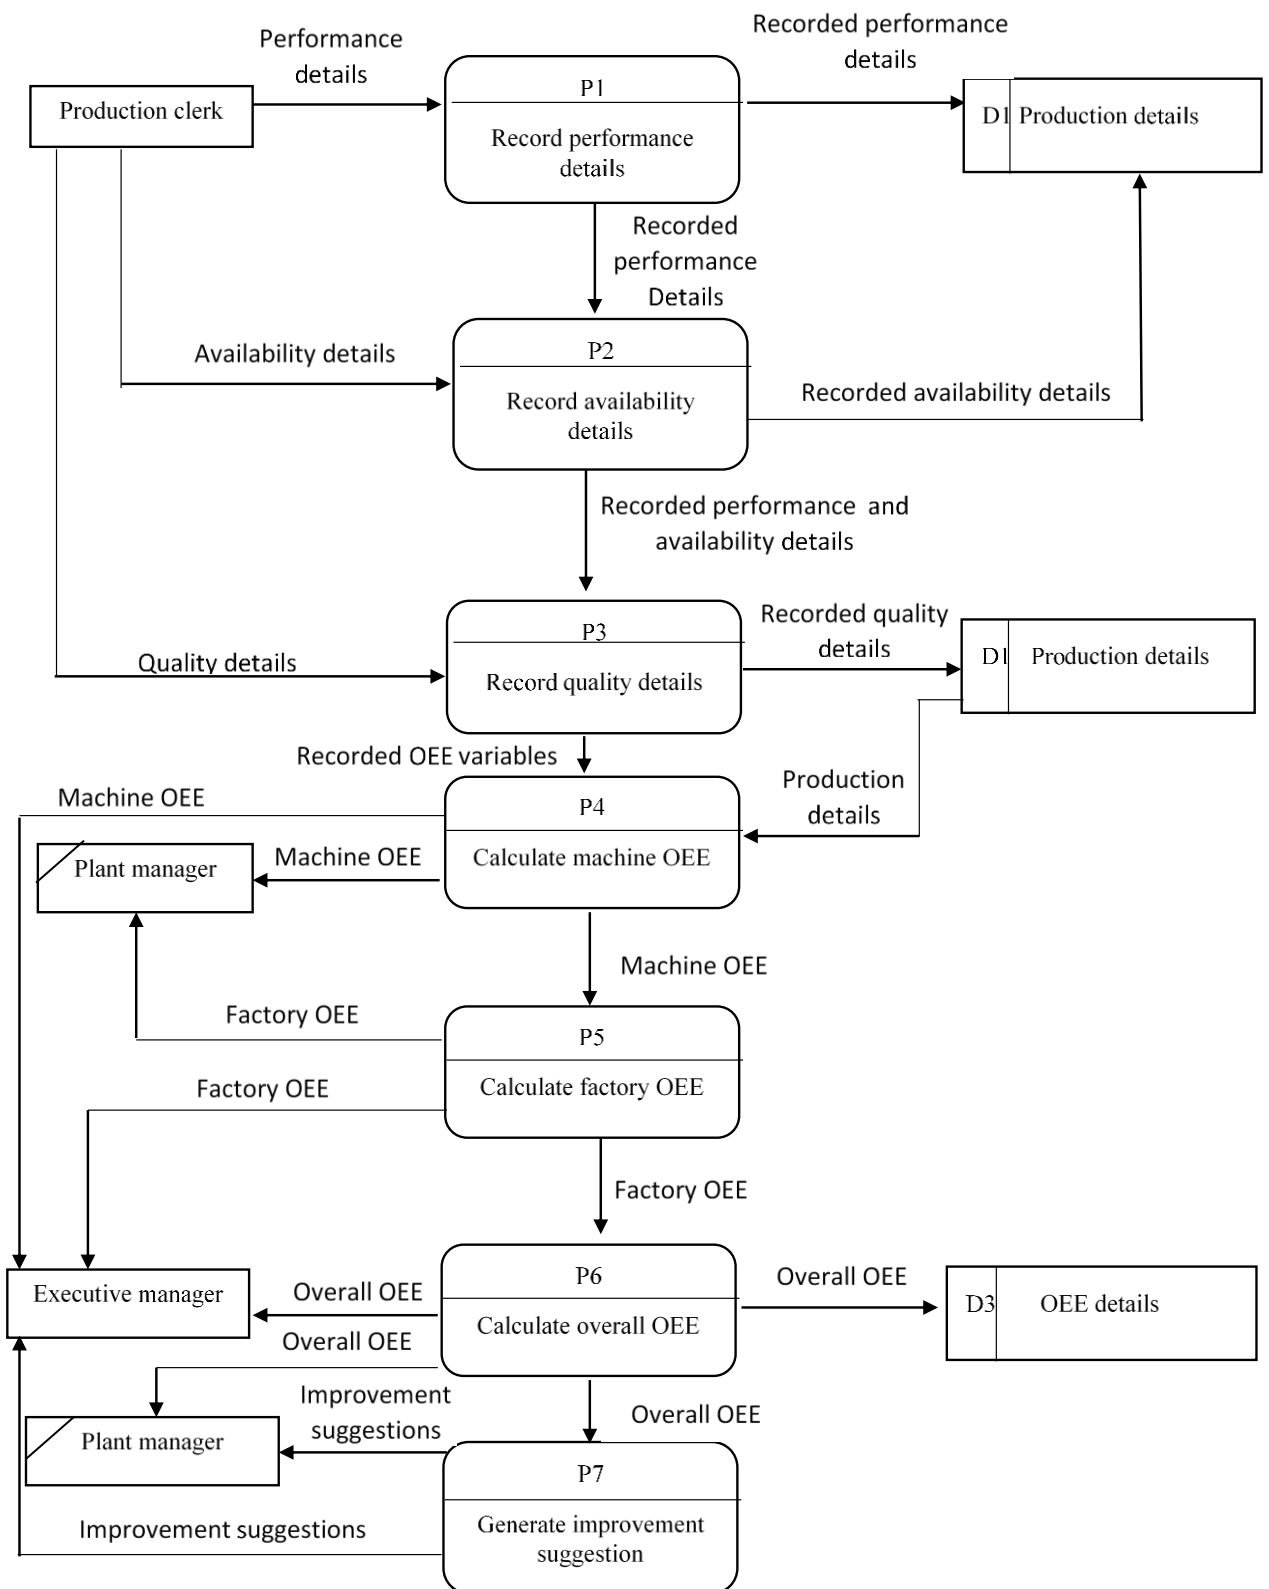 Performance
details
Recorded performance
details
Production clerk
P1
Record performance
details
D1 Production details
Recorded
performance
Details
Availability details
P2
Record availability
details
Recorded availability details
Recorded performance and
availability details
Quality details
P3
Record quality details
Recorded quality
details
D1 Production details
Recorded OEE variables
Production
details
Machine OEE
P4
Calculate machine OEE
Plant manager
Machine OEE
Machine OEE
Factory OEE
P5
Calculate factory OEE
Factory OEE
Factory OEE
Executive manager
Overall OEE
P6
Calculate overall OEE
Overall OEE
D3 OEE details
Overall OEE
Improvement
suggestions
Overall OEE
Plant manager
P7
Generate improvement
suggestion
Improvement suggestions